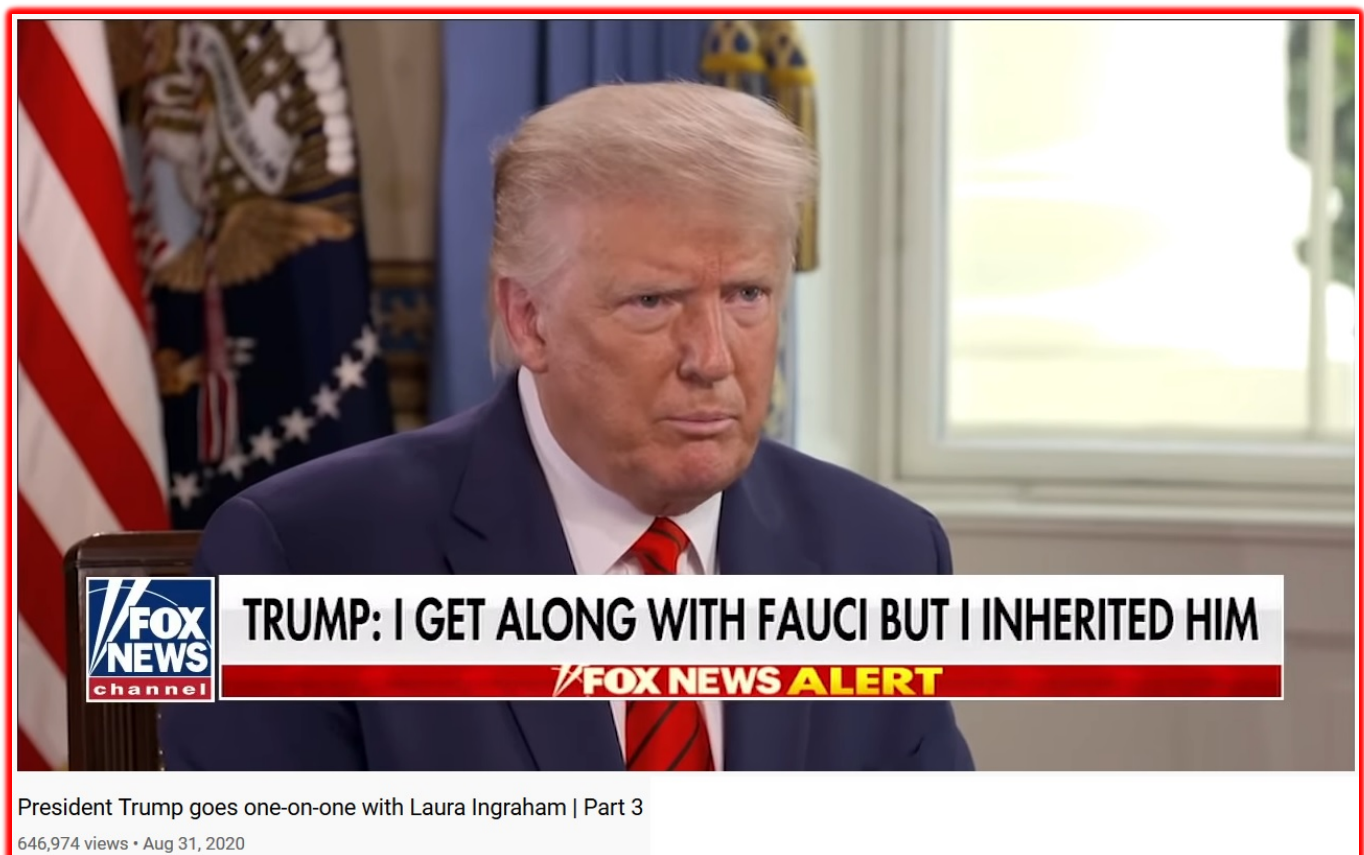 FOX
NEWS
channel
TRUMP: I GET ALONG WITH FAUCI BUT I INHERITED HIM
FOX NEWS ALERT
President Trump goes one-on-one with Laura Ingraham | Part 3
646,974 views • Aug 31, 2020